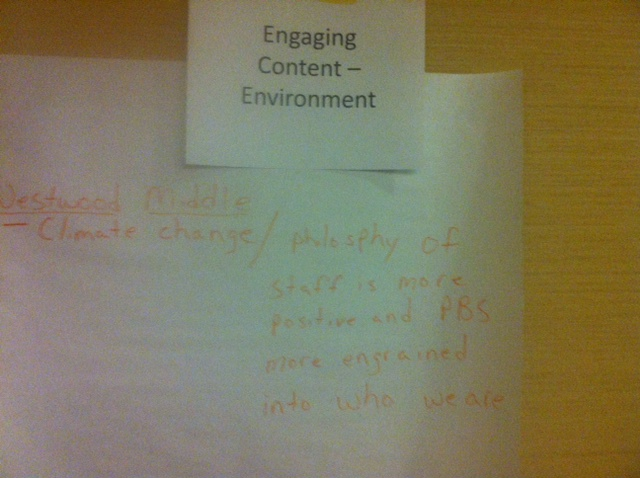 Engaging
Content –
Environment
Westwood Middle
– Climate change/ philosphy of
staff is more
positive and PBS
more engrained
into who we are